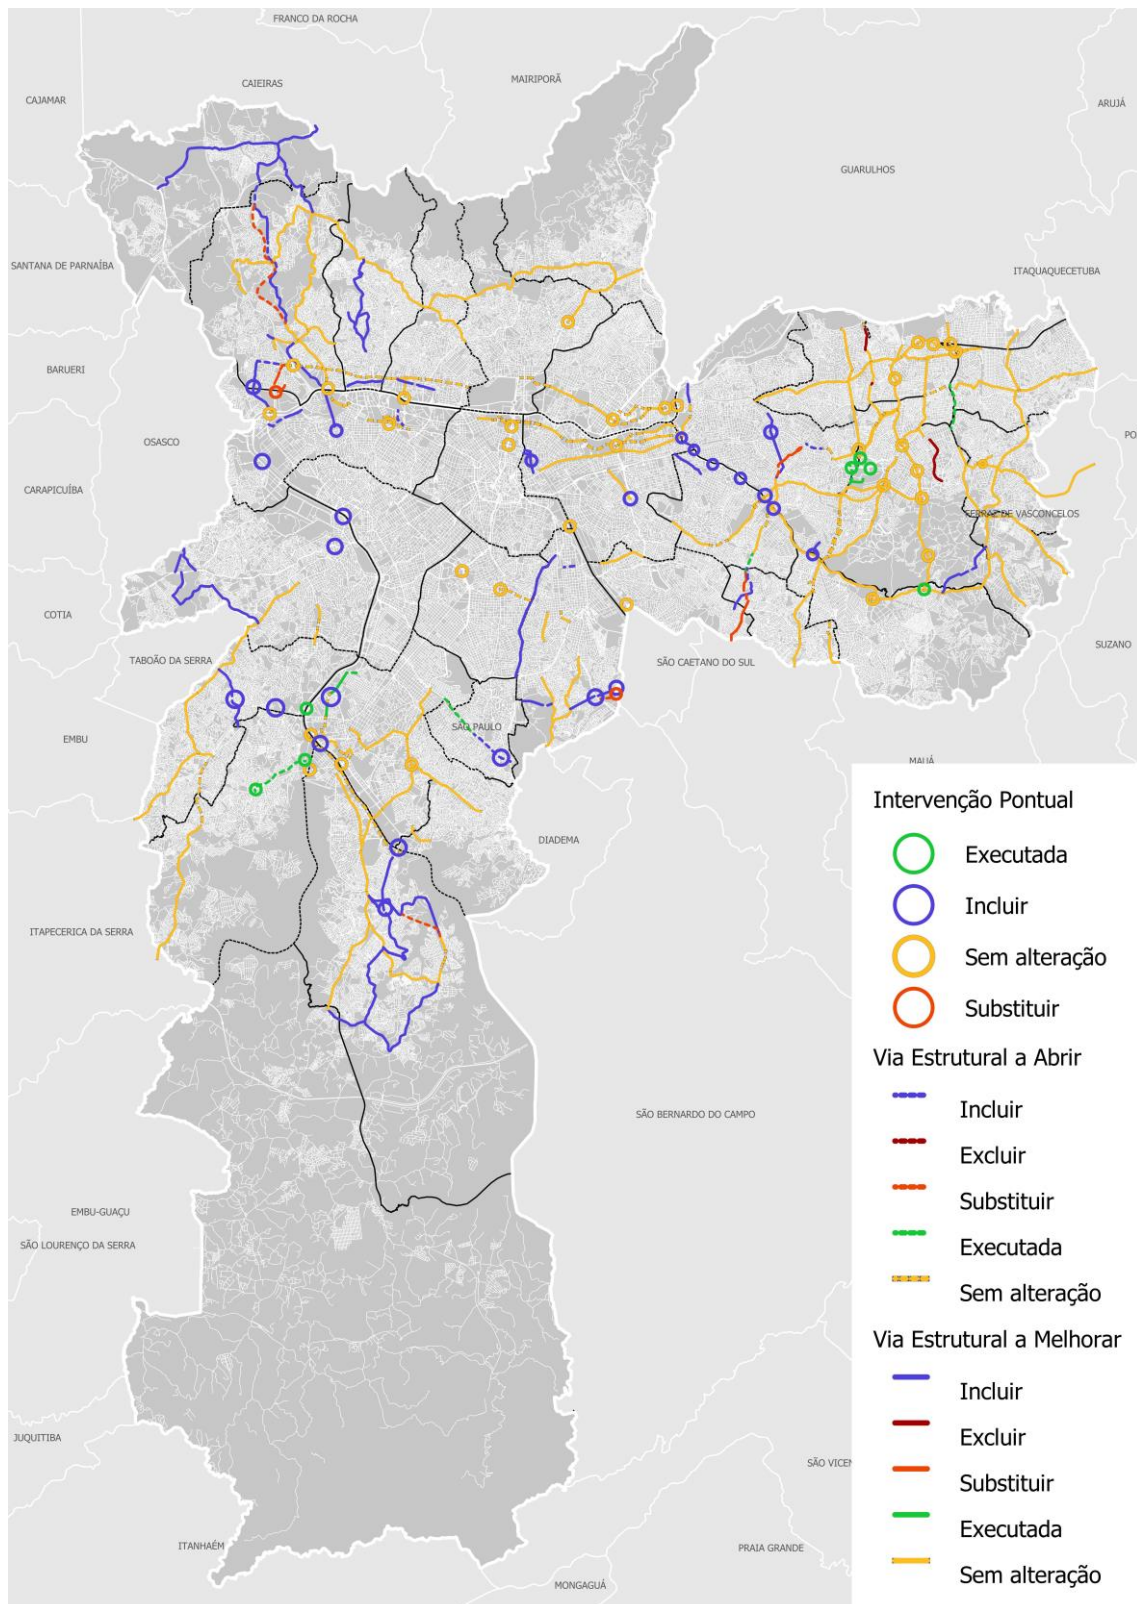 FRANCO DA ROCHA
MAIRIPORÃ
CAIEIRAS
CAJAMAR
ARUJÁ
GUARULHOS
SANTANA DE PARNAÍBA
ITAQUAQUECETUBA
BARUERI
OSASCO
PO
CARAPICUÍBA
FERRAZ DE VASCONCELOS
COTIA
SUZANO
TABOÃO DA SERRA
SÃO CAETANO DO SUL
SÃO PAULO
EMBU
MAUÁ
DIADEMA
ITAPECERICA DA SERRA
SÃO BERNARDO DO CAMPO
EMBU-GUAÇU
SÃO LOURENÇO DA SERRA
JUQUITIBA
SÃO VICEN
ITANHAÉM
PRAIA GRANDE
MONGAGUÁ
Intervenção Pontual
Executada
Incluir
Sem alteração
Substituir
Via Estrutural a Abrir
Incluir
Excluir
Substituir
Executada
Sem alteração
Via Estrutural a Melhorar
Incluir
Excluir
Substituir
Executada
Sem alteração